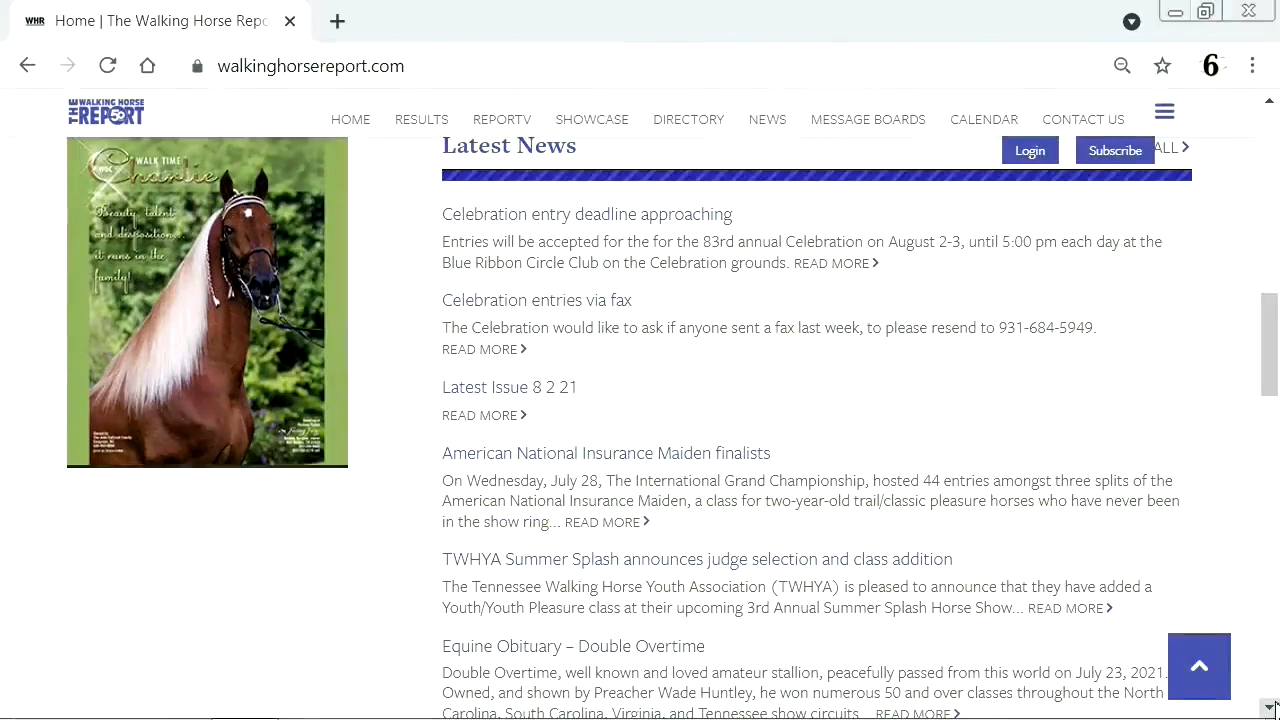 WHR Home | The Walking Horse Repo
walkinghorsereport.com
6
THE WALKING HORSE REPORT 50
HOME RESULTS REPORTV SHOWCASE DIRECTORY NEWS MESSAGE BOARDS CALENDAR CONTACT US
Latest News
Login Subscribe ALL
WALK TIME
Charlie
Beauty, talent
and disposition...
it runs in the
family!
Celebration entry deadline approaching
Entries will be accepted for the for the 83rd annual Celebration on August 2-3, until 5:00 pm each day at the
Blue Ribbon Circle Club on the Celebration grounds. READ MORE
Celebration entries via fax
The Celebration would like to ask if anyone sent a fax last week, to please resend to 931-684-5949.
READ MORE
Latest Issue 8 2 21
READ MORE
American National Insurance Maiden finalists
On Wednesday, July 28, The International Grand Championship, hosted 44 entries amongst three splits of the
American National Insurance Maiden, a class for two-year-old trail/classic pleasure horses who have never been
in the show ring... READ MORE
TWHYA Summer Splash announces judge selection and class addition
The Tennessee Walking Horse Youth Association (TWHYA) is pleased to announce that they have added a
Youth/Youth Pleasure class at their upcoming 3rd Annual Summer Splash Horse Show... READ MORE
Equine Obituary – Double Overtime
Double Overtime, well known and loved amateur stallion, peacefully passed from this world on July 23, 2021.
Owned, and shown by Preacher Wade Huntley, he won numerous 50 and over classes throughout the North
Carolina, South Carolina, Virginia, and Tennessee show circuits... READ MORE